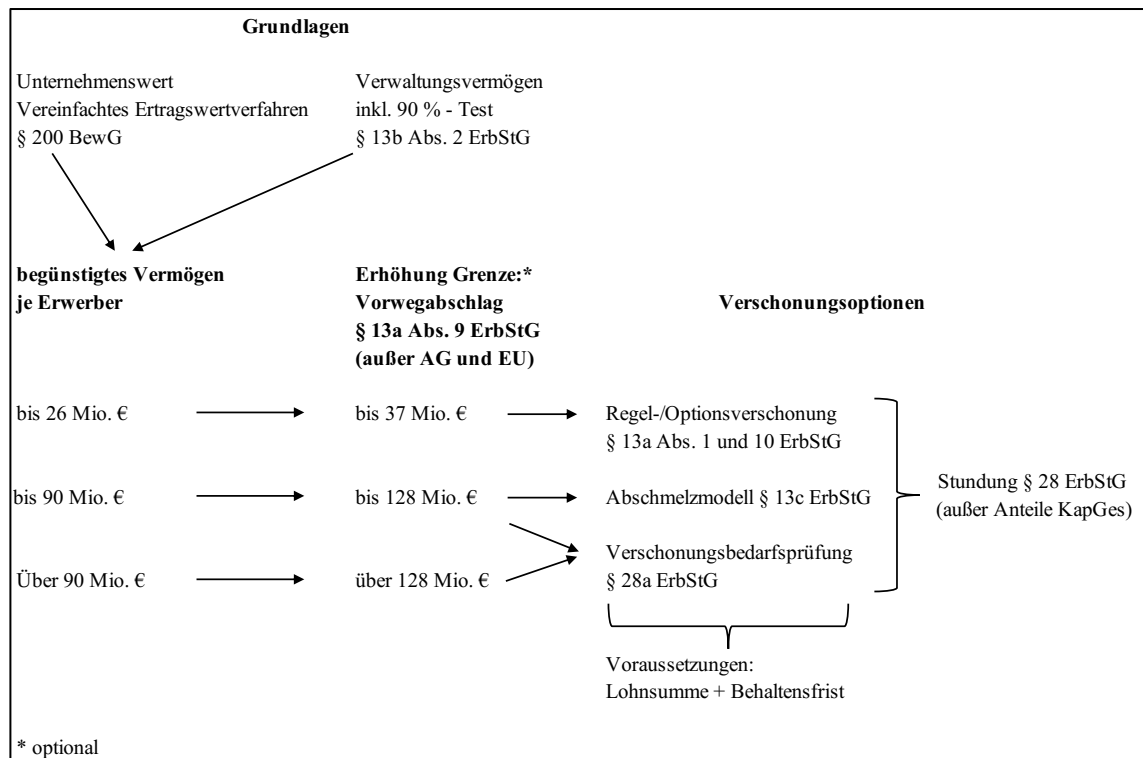 Grundlagen
Unternehmenswert
Vereinfachtes Ertragswertverfahren
§ 200 BewG
Verwaltungsvermögen
inkl. 90 % - Test
§ 13b Abs. 2 ErbStG
begünstigtes Vermögen
je Erwerber
Erhöhung Grenze:*
Vorwegabschlag
§ 13a Abs. 9 ErbStG
(außer AG und EU)
Verschonungsoptionen
bis 26 Mio. €
bis 37 Mio. €
Regel-/Optionsverschonung
§ 13a Abs. 1 und 10 ErbStG
bis 90 Mio. €
bis 128 Mio. €
Abschmelzmodell § 13c ErbStG
Über 90 Mio. €
über 128 Mio. €
Verschonungsbedarfsprüfung
§ 28a ErbStG
Stundung § 28 ErbStG
(außer Anteile KapGes)
Voraussetzungen:
Lohnsumme + Behaltensfrist
* optional